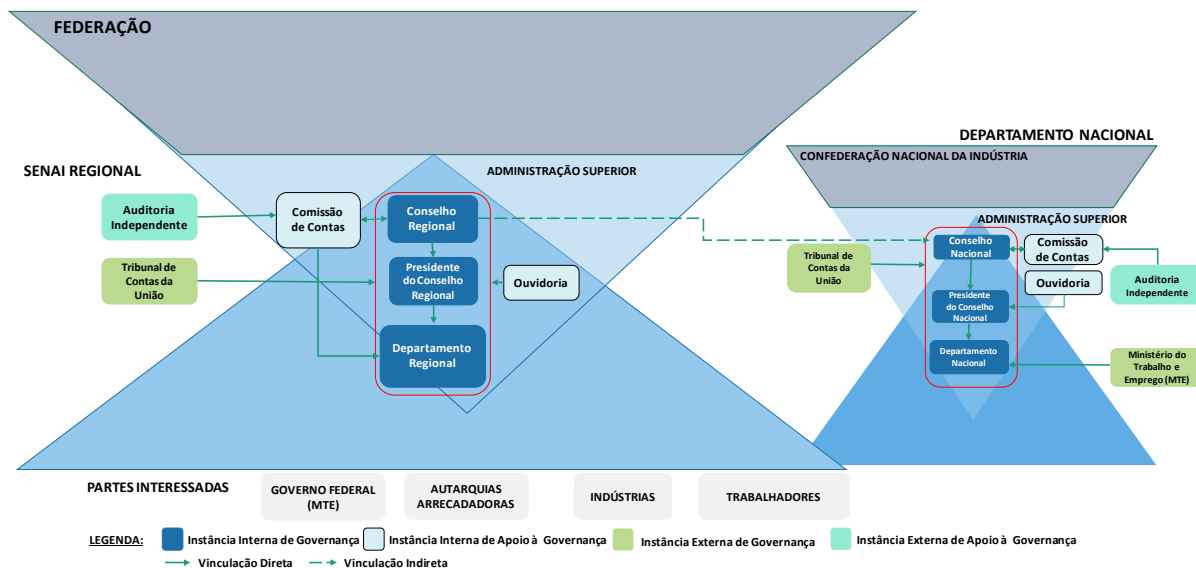 FEDERAÇÃO
DEPARTAMENTO NACIONAL
CONFEDERAÇÃO NACIONAL DA INDÚSTRIA
SENAI REGIONAL
ADMINISTRAÇÃO SUPERIOR
Auditoria
Independente
Comissão
de Contas
Conselho
Regional
Tribunal de
Contas da
União
Presidente
do Conselho
Regional
Ouvidoria
Departamento
Regional
ADMINISTRAÇÃO SUPERIOR
Tribunal de
Contas da
União
Conselho
Nacional
Comissão
de Contas
Ouvidoria
Auditoria
Independente
Presidente
do Conselho
Nacional
Departamento
Nacional
Ministério do
Trabalho e
Emprego (MTE)
PARTES INTERESSADAS
GOVERNO FEDERAL
(MTE)
AUTARQUIAS
ARRECADADORAS
INDÚSTRIAS
TRABALHADORES
LEGENDA:
Instância Interna de Governança
Instância Interna de Apoio à Governança
Instância Externa de Governança
Instância Externa de Apoio à Governança
Vinculação Direta
Vinculação Indireta